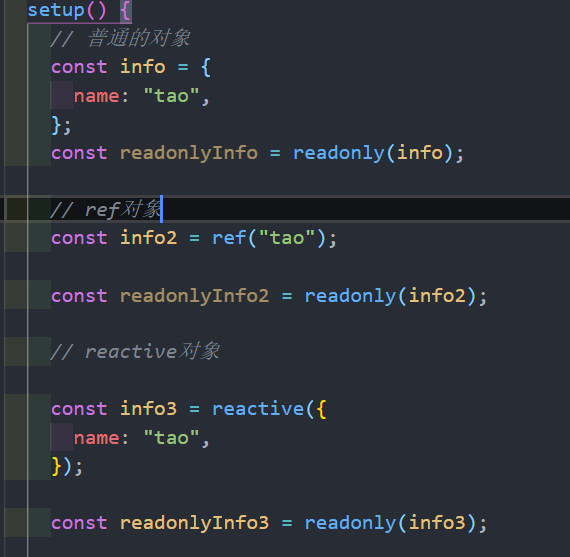 setup() {
// 普通的对象
const info = {
name: "tao",
};
const readonlyInfo = readonly(info);
// ref对象
const info2 = ref("tao");
const readonlyInfo2 = readonly(info2);
// reactive对象
const info3 = reactive({
name: "tao",
});
const readonlyInfo3 = readonly(info3);